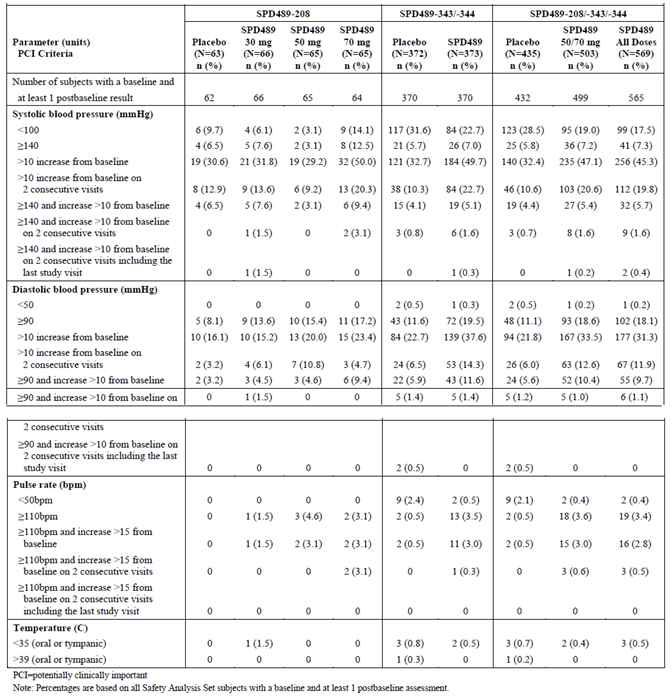 SPD489-208 SPD489-343/-344 SPD489-208/-343/-344
SPD489 SPD489 SPD489 SPD489 SPD489
Parameter (units) Placebo 30 mg 50 mg 70 mg Placebo SPD489 Placebo 50/70 mg All Doses
PCI Criteria (N=63) (N=66) (N=65) (N=65) (N=372) (N=373) (N=435) (N=503) (N=569)
n (%) n (%) n (%) n (%) n (%) n (%) n (%) n (%) n (%)
Number of subjects with a baseline and
at least 1 postbaseline result 62 66 65 64 370 370 432 499 565
Systolic blood pressure (mmHg)
<100 6 (9.7) 4 (6.1) 2 (3.1) 9 (14.1) 117 (31.6) 84 (22.7) 123 (28.5) 95 (19.0) 99 (17.5)
≥140 4 (6.5) 5 (7.6) 2 (3.1) 8 (12.5) 21 (5.7) 26 (7.0) 25 (5.8) 36 (7.2) 41 (7.3)
>10 increase from baseline 19 (30.6) 21 (31.8) 19 (29.2) 32 (50.0) 121 (32.7) 184 (49.7) 140 (32.4) 235 (47.1) 256 (45.3)
>10 increase from baseline on
2 consecutive visits 8 (12.9) 9 (13.6) 6 (9.2) 13 (20.3) 38 (10.3) 84 (22.7) 46 (10.6) 103 (20.6) 112 (19.8)
≥140 and increase >10 from baseline 4 (6.5) 5 (7.6) 2 (3.1) 6 (9.4) 15 (4.1) 19 (5.1) 19 (4.4) 27 (5.4) 32 (5.7)
≥140 and increase >10 from baseline
on 2 consecutive visits 0 1 (1.5) 0 2 (3.1) 3 (0.8) 6 (1.6) 3 (0.7) 8 (1.6) 9 (1.6)
≥140 and increase >10 from baseline
on 2 consecutive visits including the
last study visit 0 1 (1.5) 0 0 0 1 (0.3) 0 1 (0.2) 2 (0.4)
Diastolic blood pressure (mmHg)
<50 0 0 0 0 2 (0.5) 1 (0.3) 2 (0.5) 1 (0.2) 1 (0.2)
≥90 5 (8.1) 9 (13.6) 10 (15.4) 11 (17.2) 43 (11.6) 72 (19.5) 48 (11.1) 93 (18.6) 102 (18.1)
>10 increase from baseline 10 (16.1) 10 (15.2) 13 (20.0) 15 (23.4) 84 (22.7) 139 (37.6) 94 (21.8) 167 (33.5) 177 (31.3)
>10 increase from baseline on
2 consecutive visits 2 (3.2) 4 (6.1) 7 (10.8) 3 (4.7) 24 (6.5) 53 (14.3) 26 (6.0) 63 (12.6) 67 (11.9)
≥90 and increase >10 from baseline 2 (3.2) 3 (4.5) 3 (4.6) 6 (9.4) 22 (5.9) 43 (11.6) 24 (5.6) 52 (10.4) 55 (9.7)
≥90 and increase >10 from baseline on 0 1 (1.5) 0 0 5 (1.4) 5 (1.4) 5 (1.2) 5 (1.0) 6 (1.1)
2 consecutive visits
≥90 and increase >10 from baseline on
2 consecutive visits including the last
study visit 0 0 0 0 2 (0.5) 0 2 (0.5) 0 0
Pulse rate (bpm)
<50bpm 0 0 0 0 9 (2.4) 2 (0.5) 9 (2.1) 2 (0.4) 2 (0.4)
≥110bpm 0 1 (1.5) 3 (4.6) 2 (3.1) 2 (0.5) 13 (3.5) 2 (0.5) 18 (3.6) 19 (3.4)
≥110bpm and increase >15 from
baseline 0 1 (1.5) 2 (3.1) 2 (3.1) 2 (0.5) 11 (3.0) 2 (0.5) 15 (3.0) 16 (2.8)
≥110bpm and increase >15 from
baseline on 2 consecutive visits 0 0 0 2 (3.1) 0 1 (0.3) 0 3 (0.6) 3 (0.5)
≥110bpm and increase >15 from
baseline on 2 consecutive visits
including the last study visit 0 0 0 0 0 0 0 0 0
Temperature (C)
<35 (oral or tympanic) 0 1 (1.5) 0 0 3 (0.8) 2 (0.5) 3 (0.7) 2 (0.4) 3 (0.5)
>39 (oral or tympanic) 0 0 0 0 1 (0.3) 0 1 (0.2) 0 0
PCI=potentially clinically important
Note: Percentages are based on all Safety Analysis Set subjects with a baseline and at least 1 postbaseline assessment.